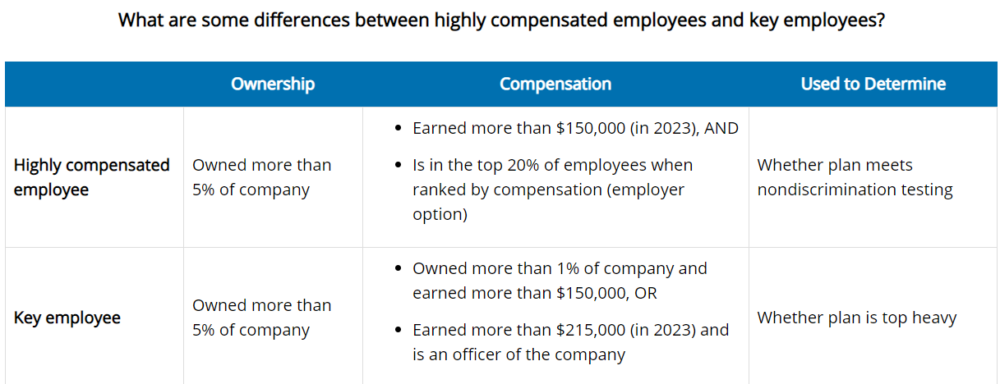 What are some differences between highly compensated employees and key employees?
Ownership
Compensation
Used to Determine
Highly compensated
employee
Owned more than
5% of company
• Earned more than $150,000 (in 2023), AND
• Is in the top 20% of employees when
ranked by compensation (employer
option)
Whether plan meets
nondiscrimination testing
Key employee
Owned more than
5% of company
• Owned more than 1% of company and
earned more than $150,000, OR
• Earned more than $215,000 (in 2023) and
is an officer of the company
Whether plan is top heavy